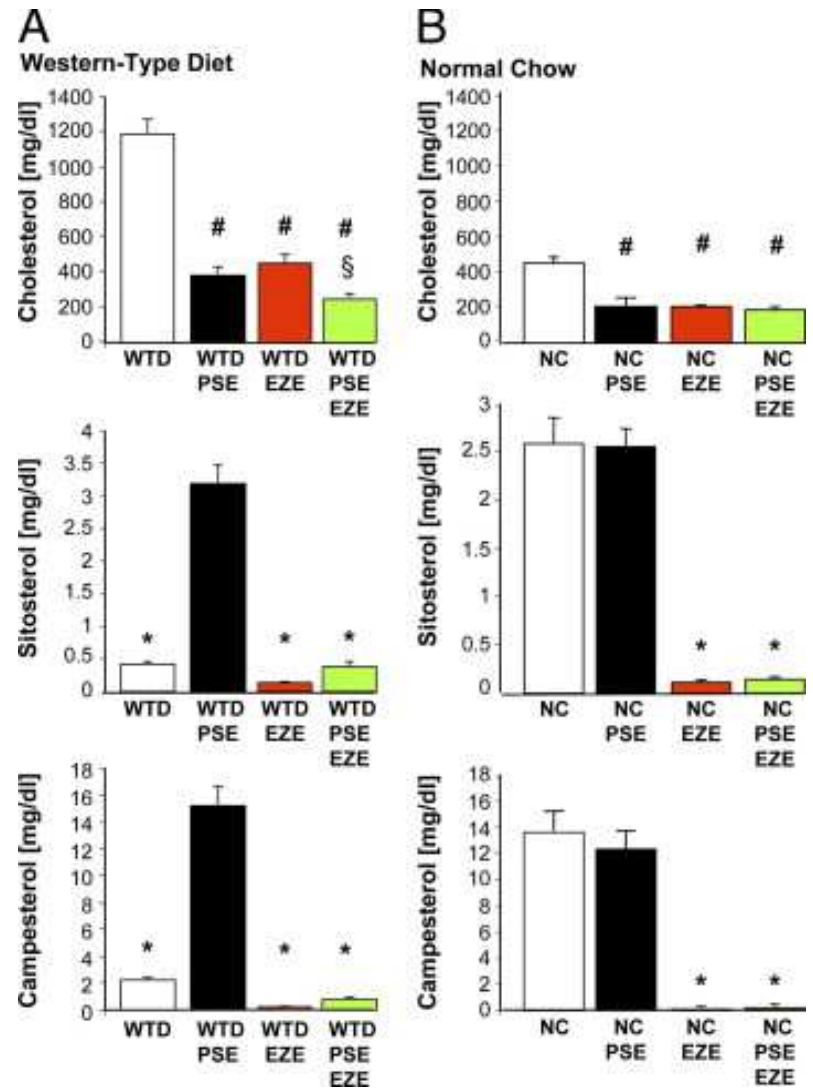 A
Western-Type Diet
Cholesterol [mg/dl]
1400
1200
1000
800
600
400
200
0
#
#
#
§
WTD
WTD
PSE
WTD
EZE
WTD
PSE
EZE
Sitosterol [mg/dl]
4
3.5
3
2.5
2
1.5
1
0.5
0
*
*
*
WTD
WTD
PSE
WTD
EZE
WTD
PSE
EZE
Campesterol [mg/dl]
18
16
14
12
10
8
6
4
2
0
*
*
*
WTD
WTD
PSE
WTD
EZE
WTD
PSE
EZE
B
Normal Chow
Cholesterol [mg/dl]
1400
1200
1000
800
600
400
200
0
#
#
#
NC
NC
PSE
NC
EZE
NC
PSE
EZE
Sitosterol [mg/dl]
3
2.5
2
1.5
1
0.5
0
*
*
NC
NC
PSE
NC
EZE
NC
PSE
EZE
Campesterol [mg/dl]
18
16
14
12
10
8
6
4
2
0
*
*
NC
NC
PSE
NC
EZE
NC
PSE
EZE